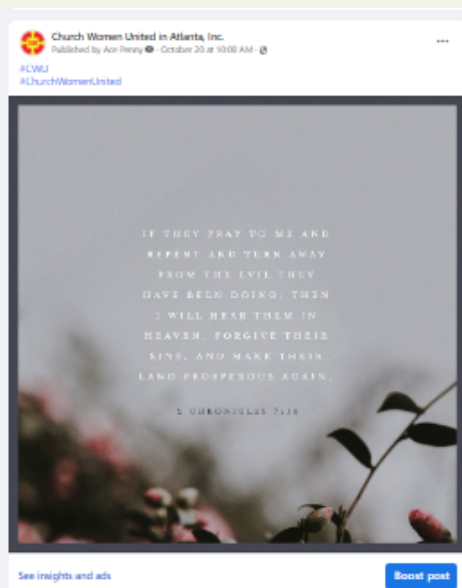 Church Women United in Atlanta, Inc.
Published by Ace Penny · October 20 at 10:08 AM ·
#CWU
#ChurchWomenUnited
IF THEY PRAY TO ME AND
REPENT AND TURN AWAY
FROM THE EVIL THEY
HAVE BEEN DOING; THEN
I WILL HEAR THEM IN
HEAVEN, FORGIVE THEIR
SINS, AND MAKE THEIR
LAND PROSPEROUS AGAIN.
2 CHRONICLES 7:14
See insights and ads
Boost post